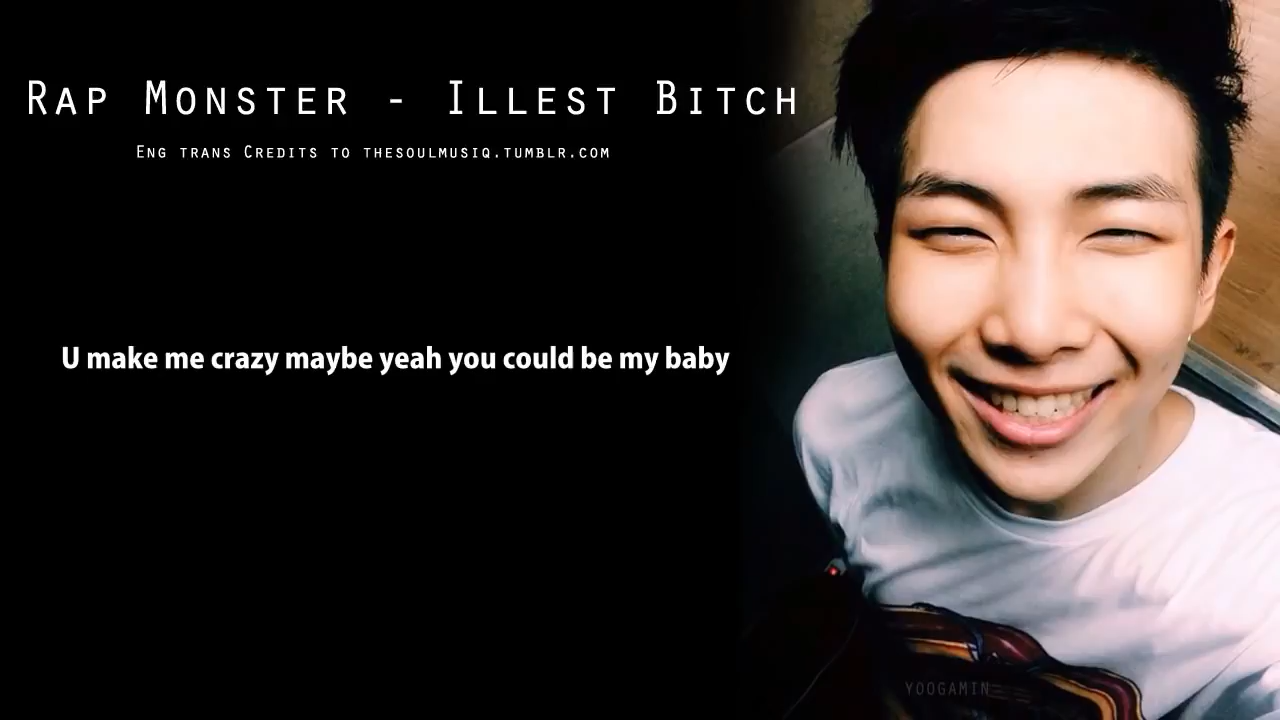 Rap Monster - Illest Bitch
Eng trans Credits to thesoulmusiq.tumblr.com
U make me crazy maybe yeah you could be my baby
YOOGAMIN